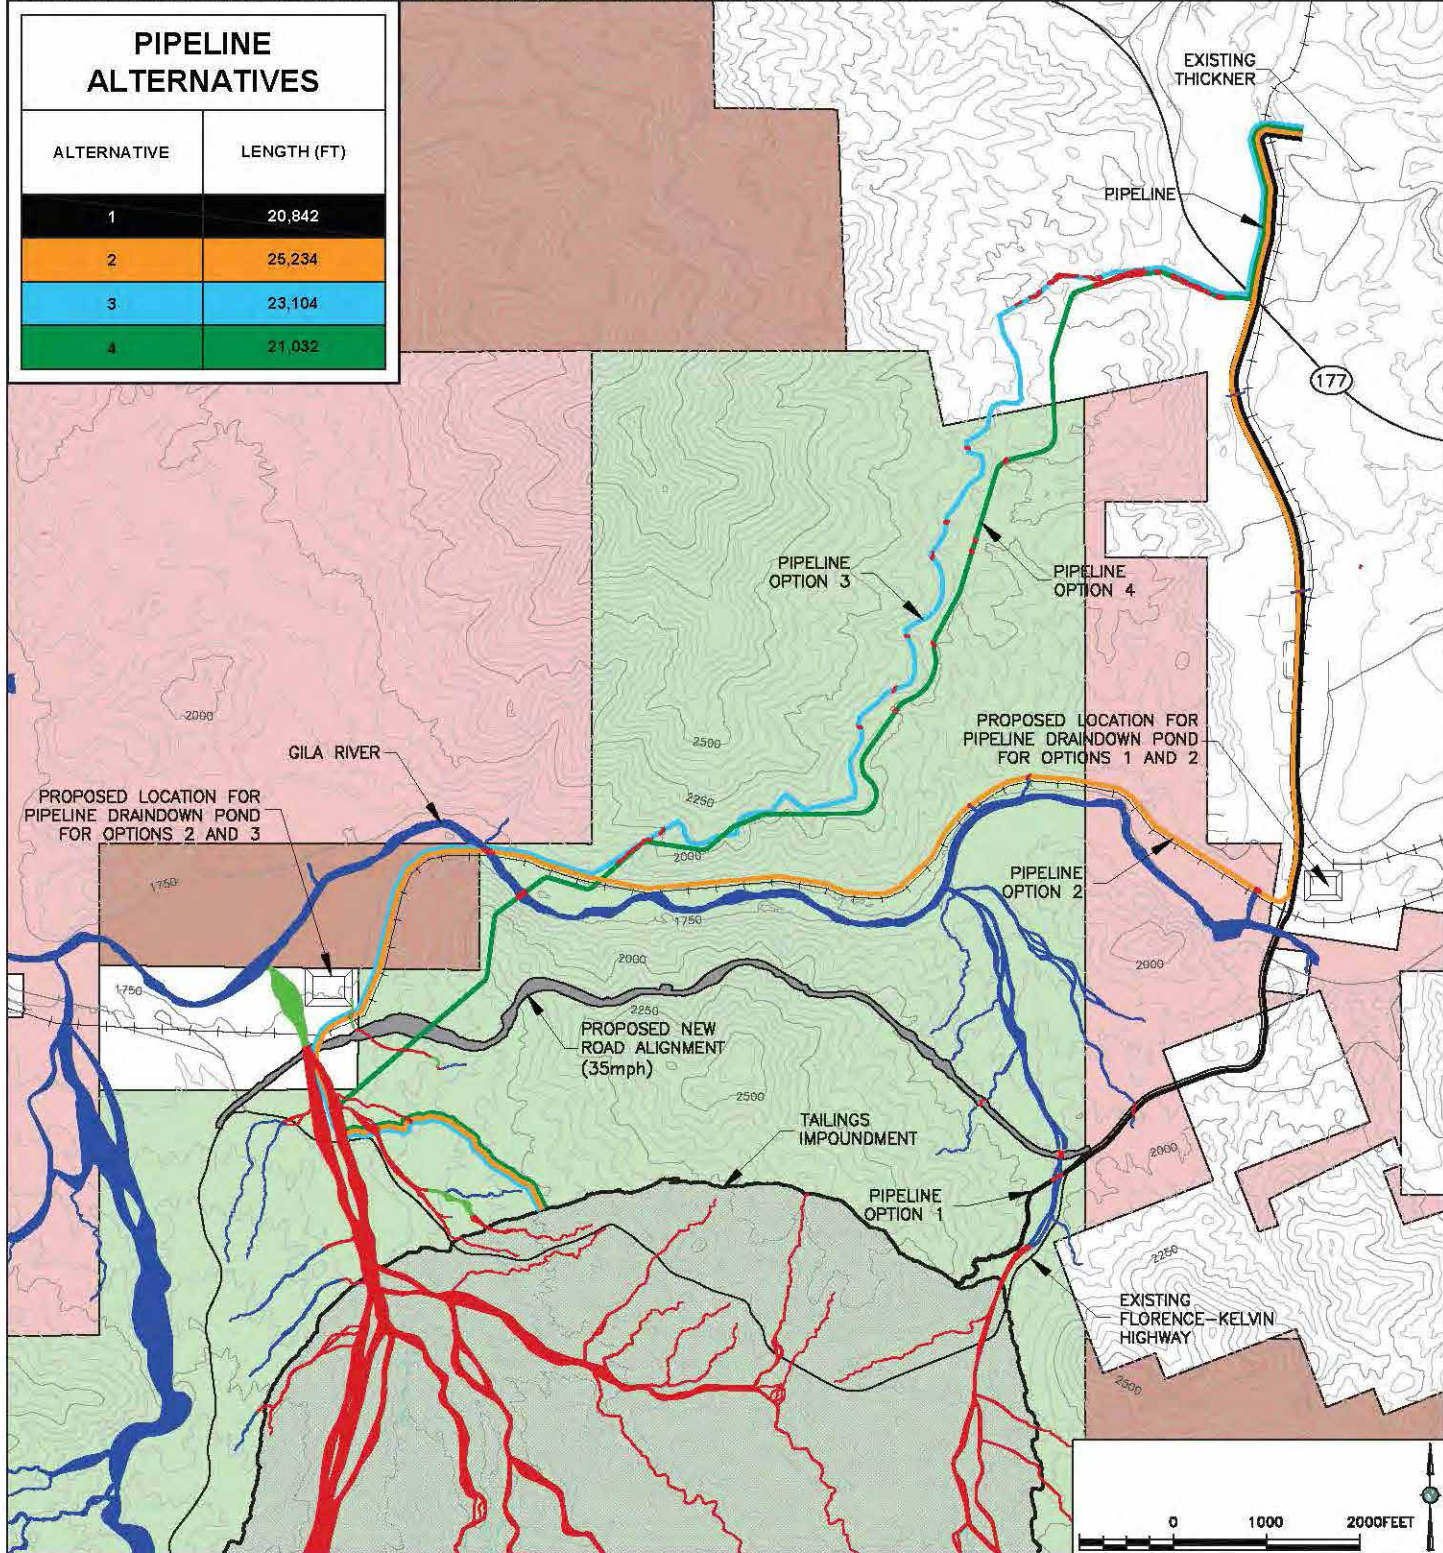 PIPELINE
ALTERNATIVES
ALTERNATIVE LENGTH (FT)
1 20,842
2 25,234
3 23,104
4 21,032
EXISTING
THICKNER
PIPELINE
177
PIPELINE
OPTION 3
PIPELINE
OPTION 4
2000
GILA RIVER
2500
PROPOSED LOCATION FOR
PIPELINE DRAINDOWN POND
FOR OPTIONS 1 AND 2
PROPOSED LOCATION FOR
PIPELINE DRAINDOWN POND
FOR OPTIONS 2 AND 3
2250
2000
1750
PIPELINE
OPTION 2
1750
2000
2000
1750
2250
PROPOSED NEW
ROAD ALIGNMENT
(35mph)
2500
TAILINGS
IMPOUNDMENT
2000
PIPELINE
OPTION 1
2250
EXISTING
FLORENCE-KELVIN
HIGHWAY
2500
0 1000 2000FEET